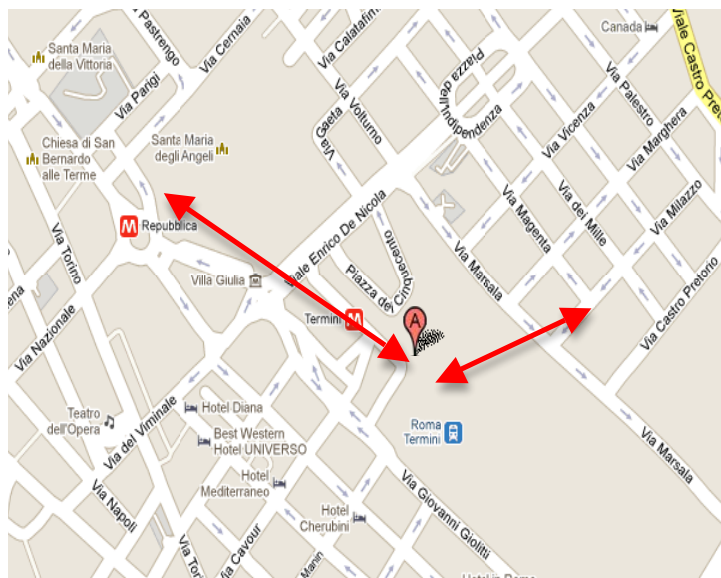 Santa Maria
della Vittoria
Via Pastrengo
Via Cernaia
Via Parigi
Via Calatafimi
Canada
Viale Castro Pretorio
Piazza
dell'Indipendenza
Via
Gaeta
Via Volturno
Via Palestro
Via Vicenza
Via Marghera
Chiesa di San
Bernardo
alle Terme
Santa Maria
degli Angeli
Via dei Mille
Via Milazzo
Via Magenta
M Repubblica
Via Torino
Viale Enrico De Nicola
Via Marsala
Piazza dei Cinquecento
Villa Giulia
Via Castro Pretorio
Via Nazionale
Termini M
A
Teatro
dell'Opera
Hotel Diana
Best Western
Hotel UNIVERSO
Roma
Termini
Via del Viminale
Via Marsala
Hotel
Mediterraneo
Via Napoli
Hotel
Cherubini
Via Giovanni Giolitti
Via Cavour
Manin